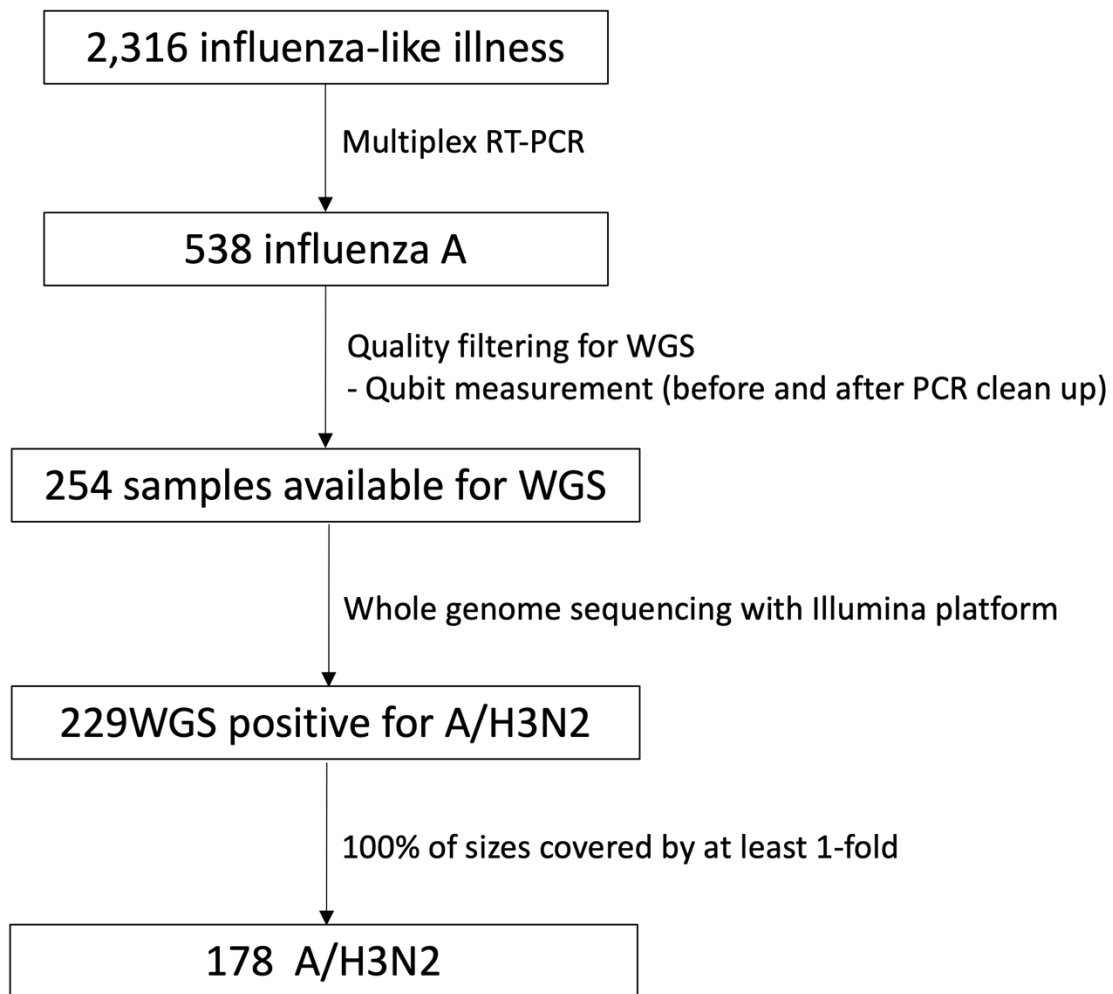 2,316 influenza-like illness
Multiplex RT-PCR
538 influenza A
Quality filtering for WGS
- Qubit measurement (before and after PCR clean up)
254 samples available for WGS
Whole genome sequencing with Illumina platform
229WGS positive for A/H3N2
100% of sizes covered by at least 1-fold
178 A/H3N2